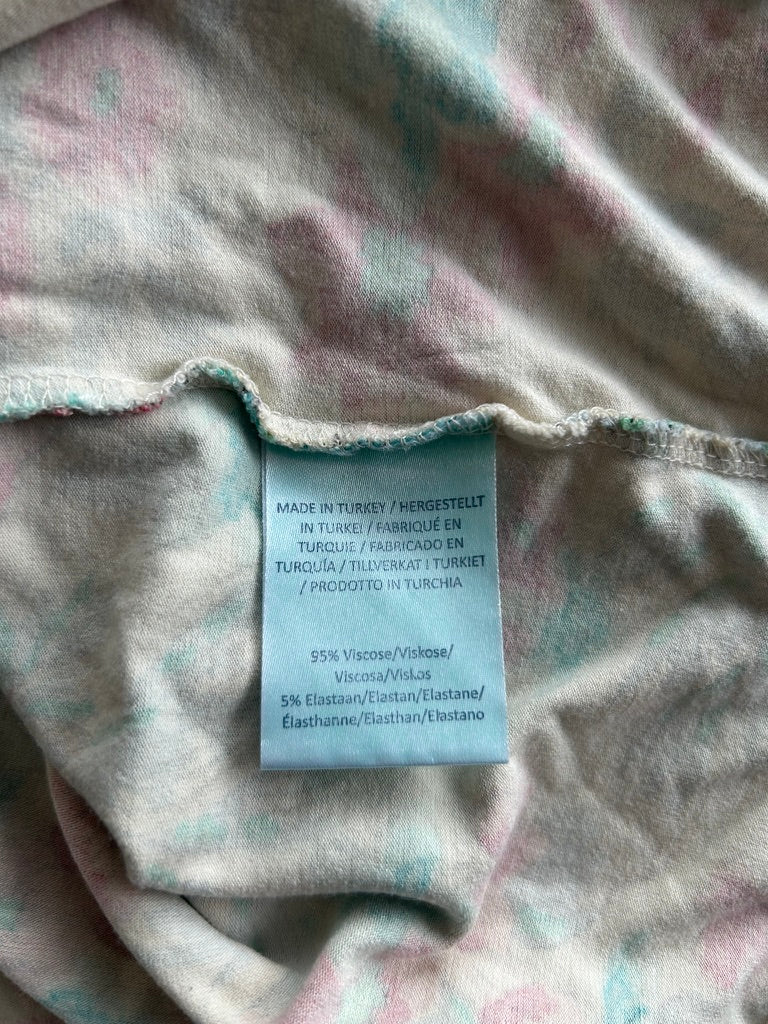 MADE IN TURKEY / HERGESTELLT
IN TURKEI / FABRIQUÉ EN
TURQUIE / FABRICADO EN
TURQUÍA / TILLVERKAT I TURKIET
/ PRODOTTO IN TURCHIA
95% Viscose/Viskose/
Viscosa/Viskos
5% Elastaan/Elastan/Elastane/
Élasthanne/Elasthan/Elastano